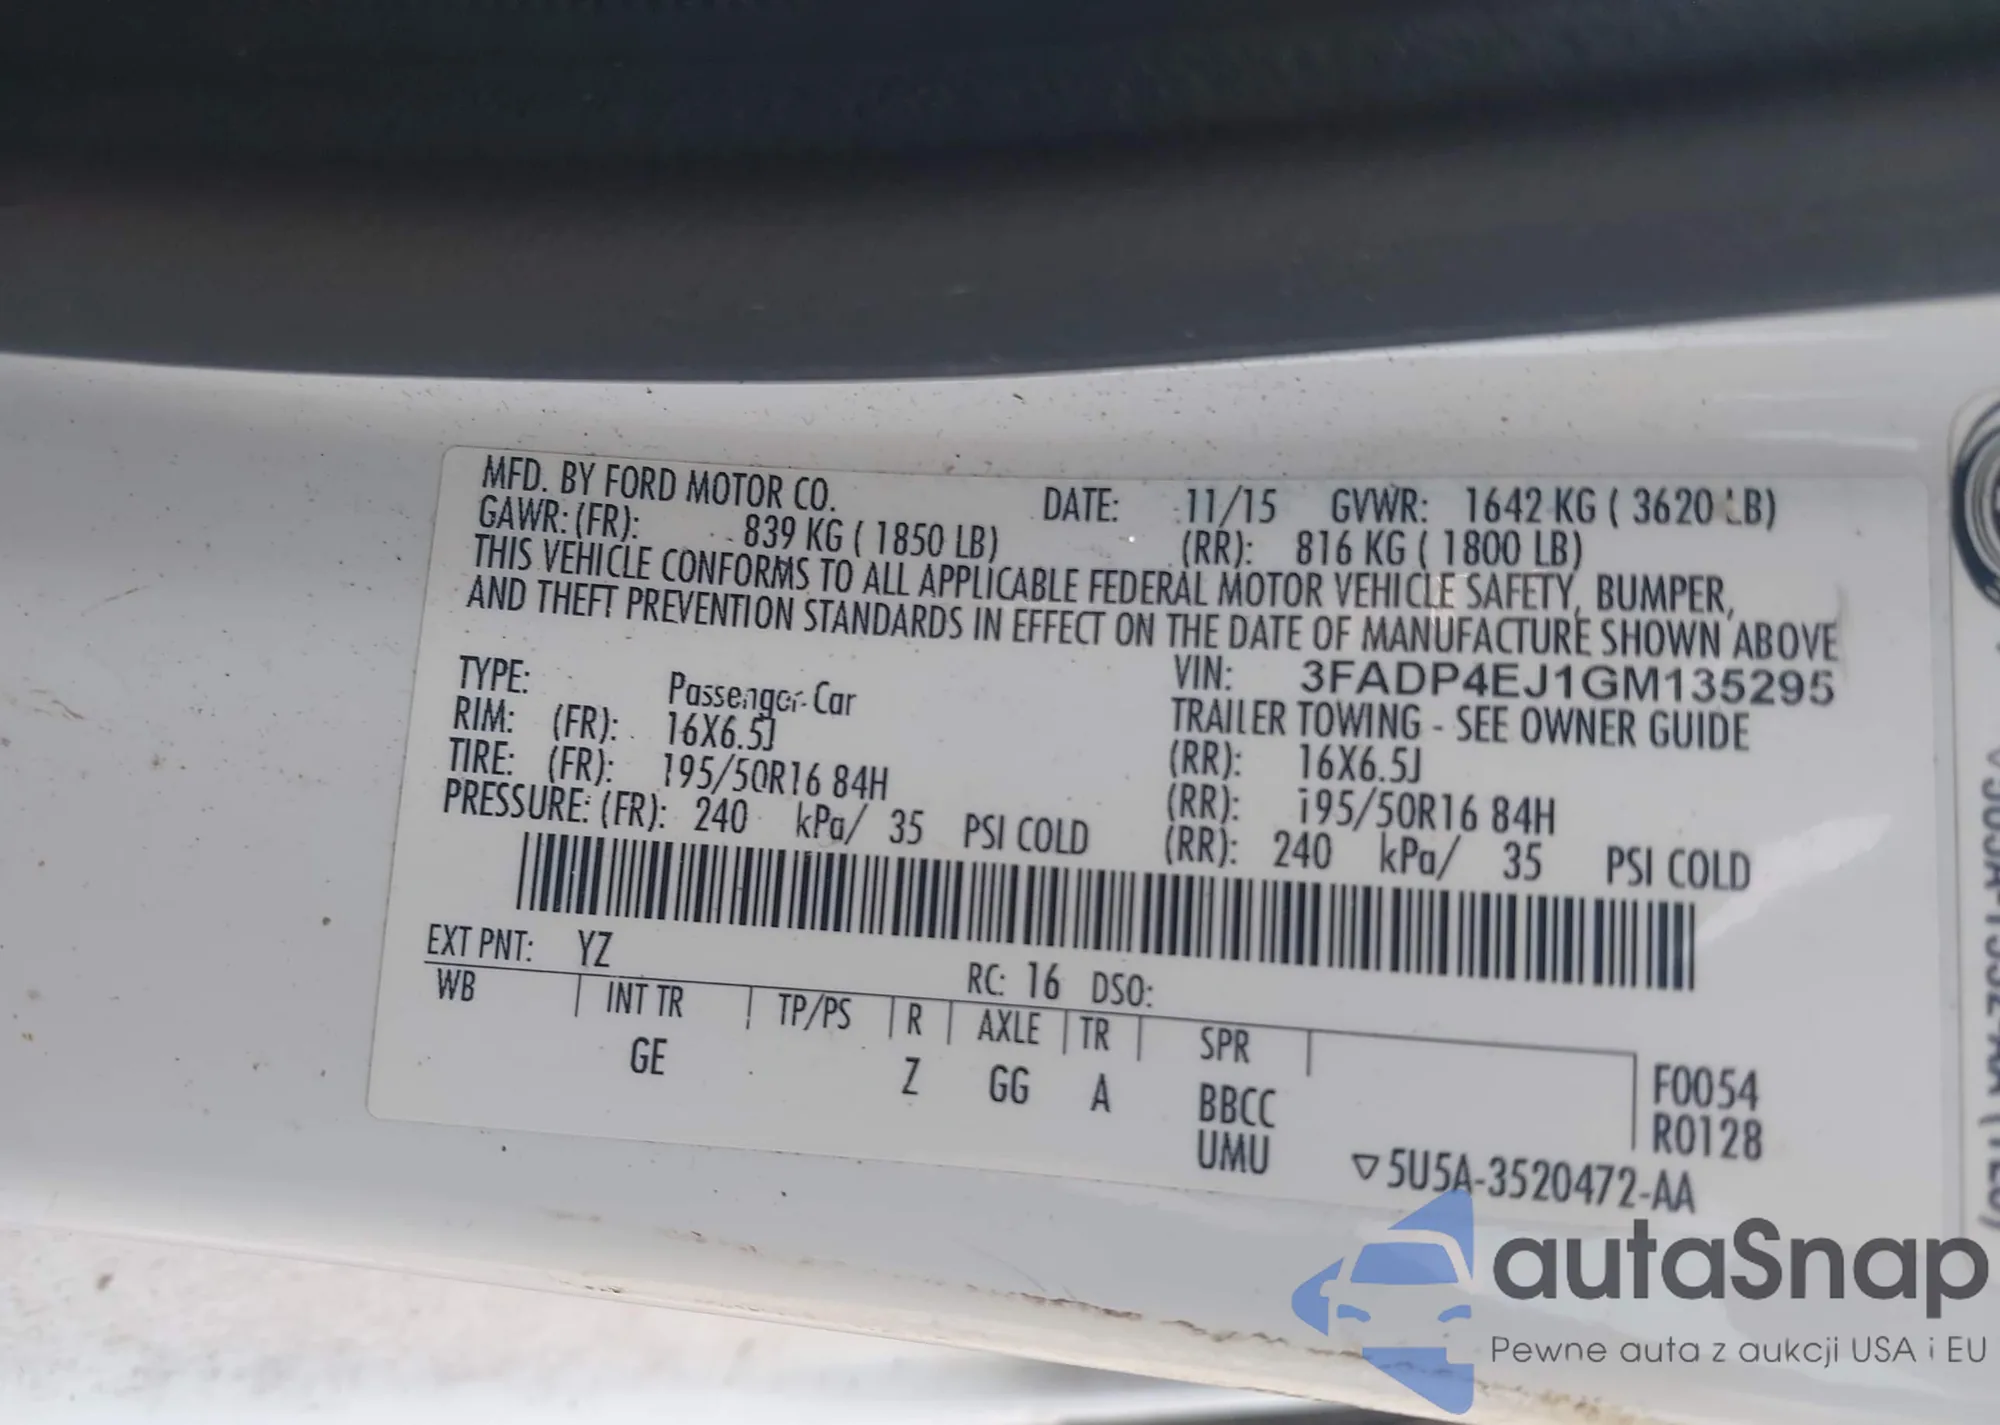 MFD. BY FORD MOTOR CO. DATE: 11/15 GVWR: 1642 KG ( 3620 LB)
GAWR: (FR): 839 KG ( 1850 LB) (RR): 816 KG ( 1800 LB)
THIS VEHICLE CONFORMS TO ALL APPLICABLE FEDERAL MOTOR VEHICLE SAFETY, BUMPER,
AND THEFT PREVENTION STANDARDS IN EFFECT ON THE DATE OF MANUFACTURE SHOWN ABOVE
TYPE: Passenger Car VIN: 3FADP4EJ1GM135295
TRAILER TOWING - SEE OWNER GUIDE
RIM: (FR): 16X6.5J (RR): 16X6.5J
TIRE: (FR): 195/50R16 84H (RR): 195/50R16 84H
PRESSURE: (FR): 240 kPa/ 35 PSI COLD (RR): 240 kPa/ 35 PSI COLD
EXT PNT: YZ RC: 16 DSO:
WB INT TR TP/PS R AXLE TR SPR
GE Z GG A BBCC F0054
UMU R0128
▽5U5A-3520472-AA
autaSnap
Pewne auta z aukcji USA i EU